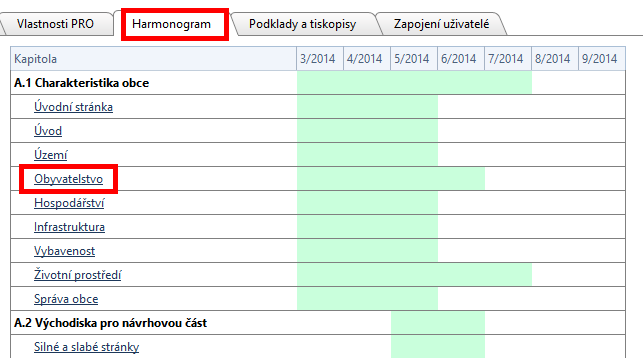 Vlastnosti PRO Harmonogram Podklady a tiskopisy Zapojení uživatelé
Kapitola 3/2014 4/2014 5/2014 6/2014 7/2014 8/2014 9/2014
A.1 Charakteristika obce
Úvodní stránka
Úvod
Území
Obyvatelstvo
Hospodářství
Infrastruktura
Vybavenost
Životní prostředí
Správa obce
A.2 Východiska pro návrhovou část
Silné a slabé stránky